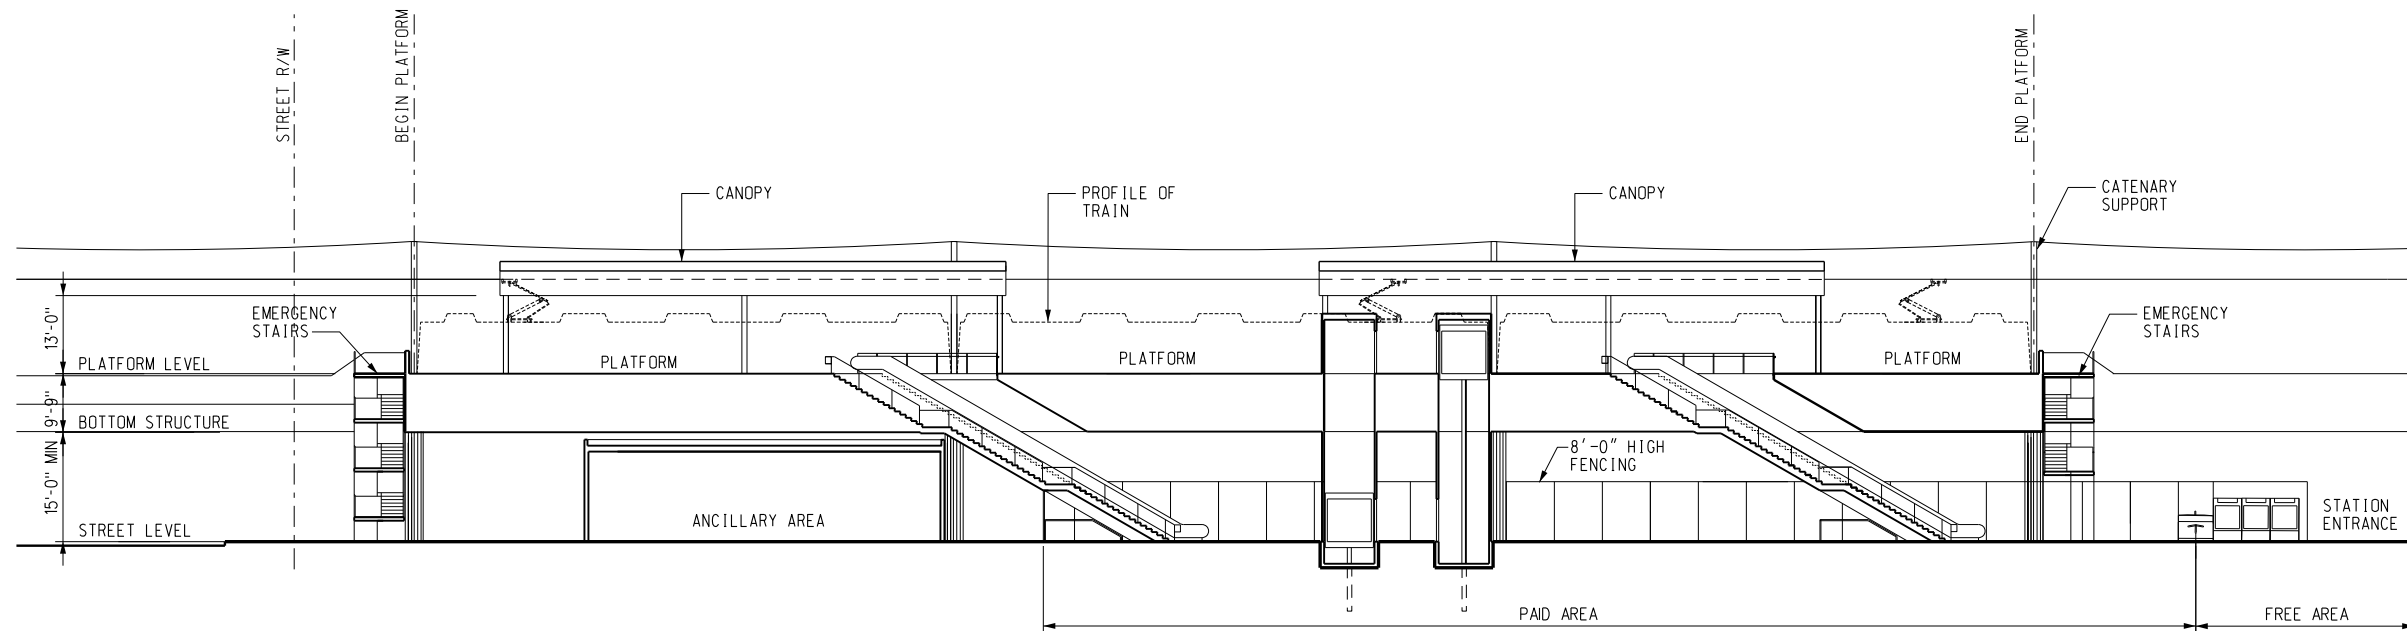 STREET R/W
BEGIN PLATFORM
END PLATFORM
CANOPY
PROFILE OF
TRAIN
CANOPY
CATENARY
SUPPORT
13'-0"
EMERGENCY
STAIRS
EMERGENCY
STAIRS
PLATFORM LEVEL
PLATFORM
PLATFORM
PLATFORM
9'-9"
BOTTOM STRUCTURE
15'-0" MIN
8'-0" HIGH
FENCING
STREET LEVEL
ANCILLARY AREA
STATION
ENTRANCE
PAID AREA
FREE AREA